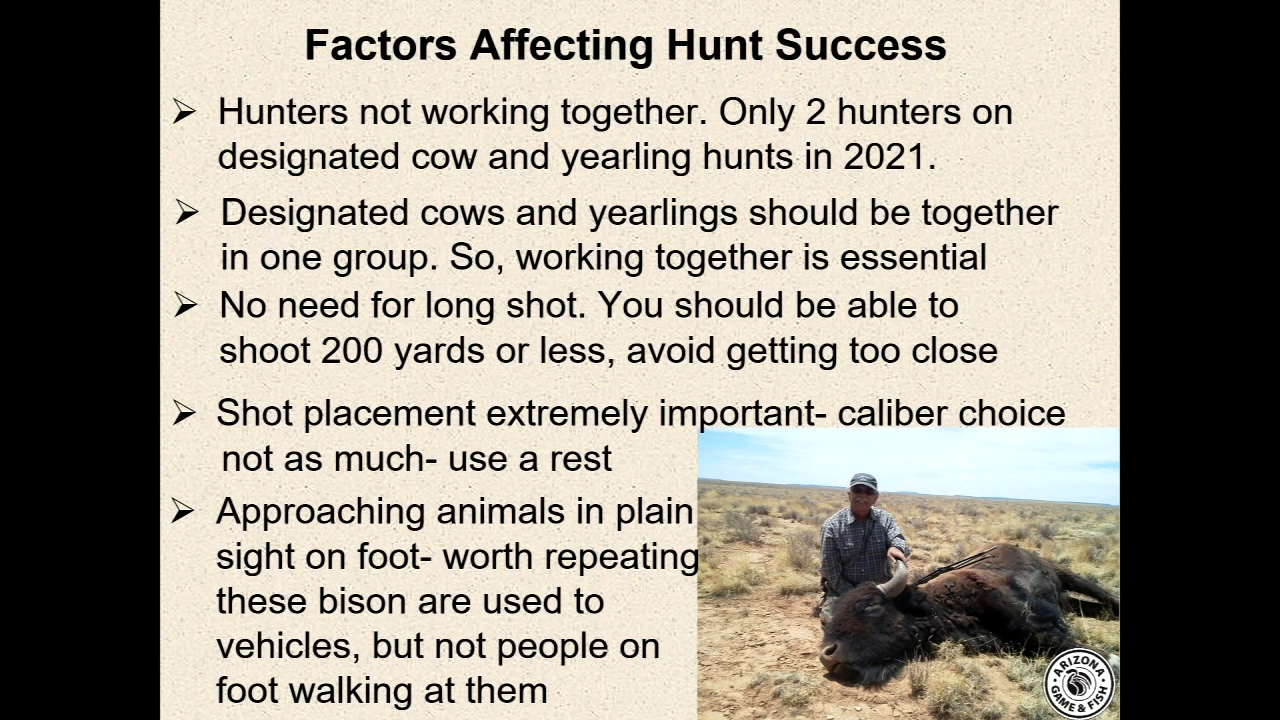 Factors Affecting Hunt Success
➢ Hunters not working together. Only 2 hunters on
designated cow and yearling hunts in 2021.
➢ Designated cows and yearlings should be together
in one group. So, working together is essential
➢ No need for long shot. You should be able to
shoot 200 yards or less, avoid getting too close
➢ Shot placement extremely important- caliber choice
not as much- use a rest
➢ Approaching animals in plain
sight on foot- worth repeating
these bison are used to
vehicles, but not people on
foot walking at them
ARIZONA
GAME & FISH